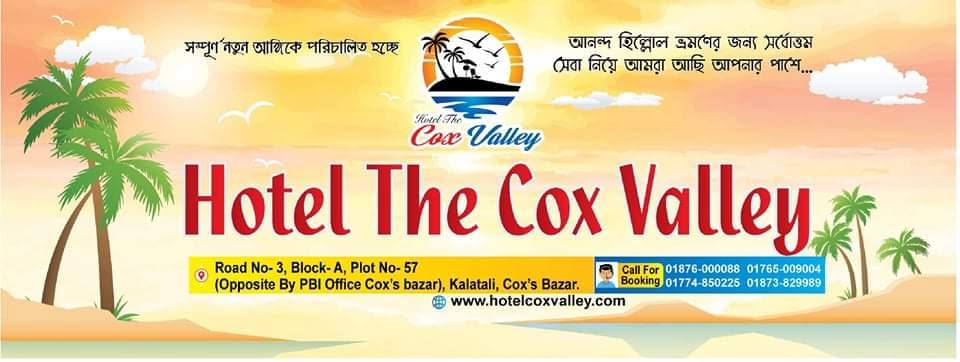 সম্পূর্ণ নতুন আঙ্গিকে পরিচালিত হচ্ছে
আনন্দ হিল্লোল ভ্রমণের জন্য সর্বোত্তম
সেবা নিয়ে আমরা আছি আপনার পাশে...
Hotel The
Cox Valley
Hotel The Cox Valley
Road No- 3, Block- A, Plot No- 57
(Opposite By PBI Office Cox's bazar), Kalatali, Cox's Bazar.
Call For
Booking
01876-000088 01765-009004
01774-850225 01873-829989
www.hotelcoxvalley.com